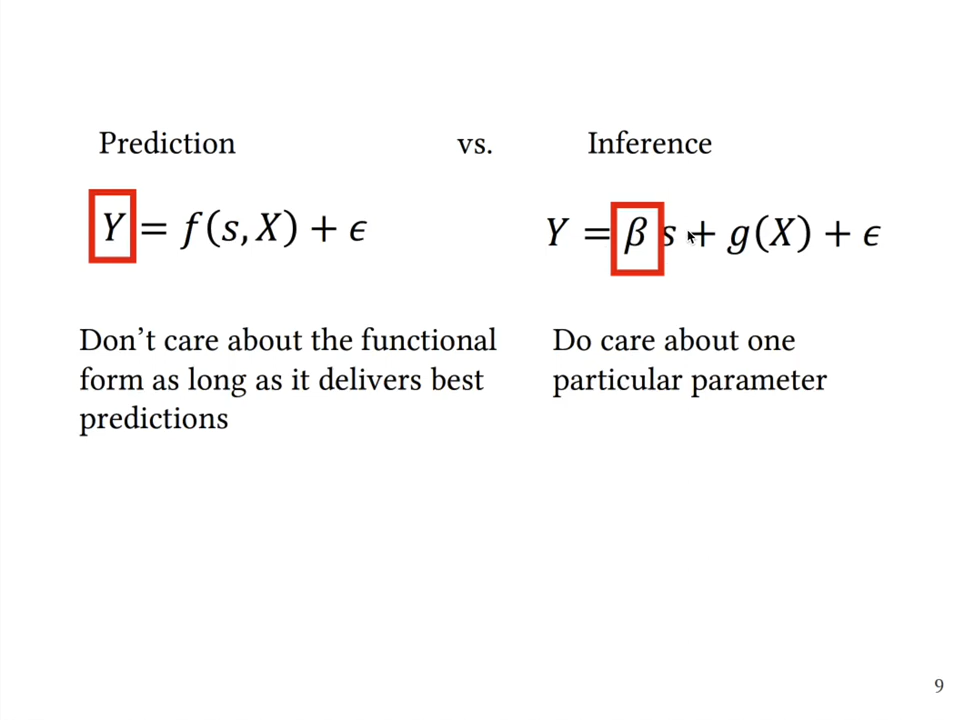 Prediction vs. Inference
Y = f(s, X) + ϵ
Y = β s + g(X) + ϵ
Don’t care about the functional
form as long as it delivers best
predictions
Do care about one
particular parameter
9